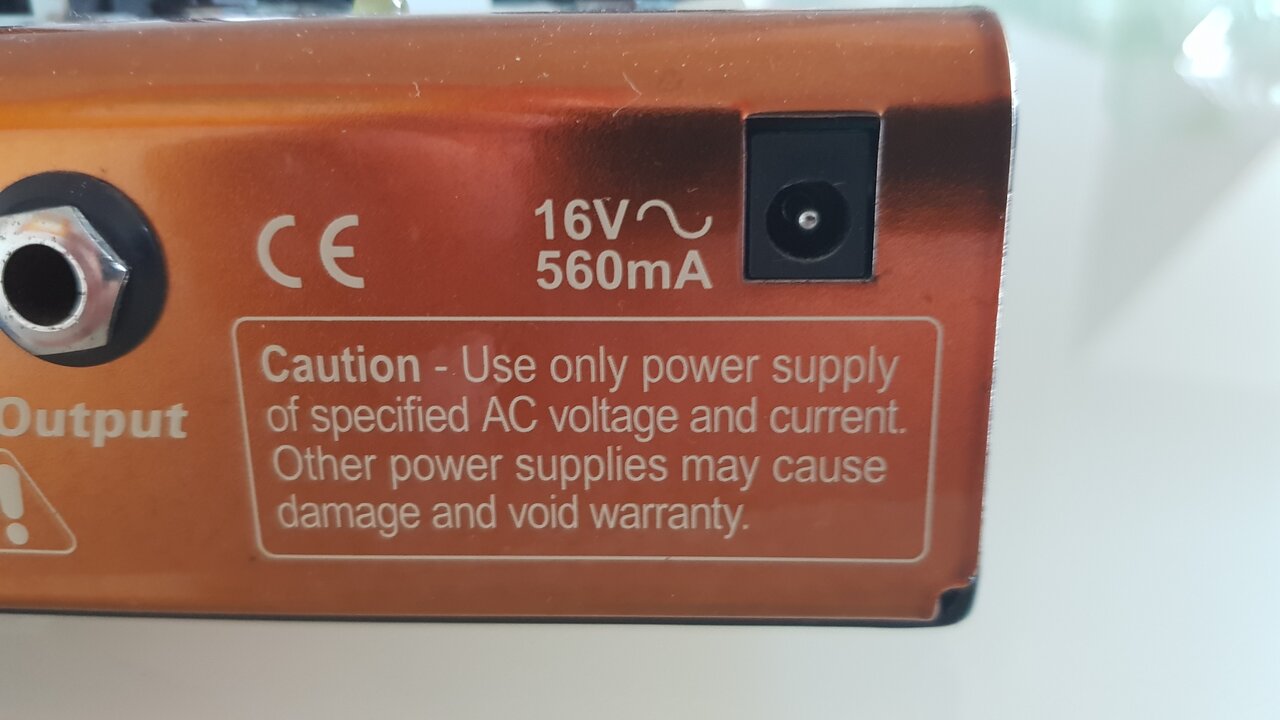 CE
16V～
560mA
Output
Caution - Use only power supply
of specified AC voltage and current.
Other power supplies may cause
damage and void warranty.
!